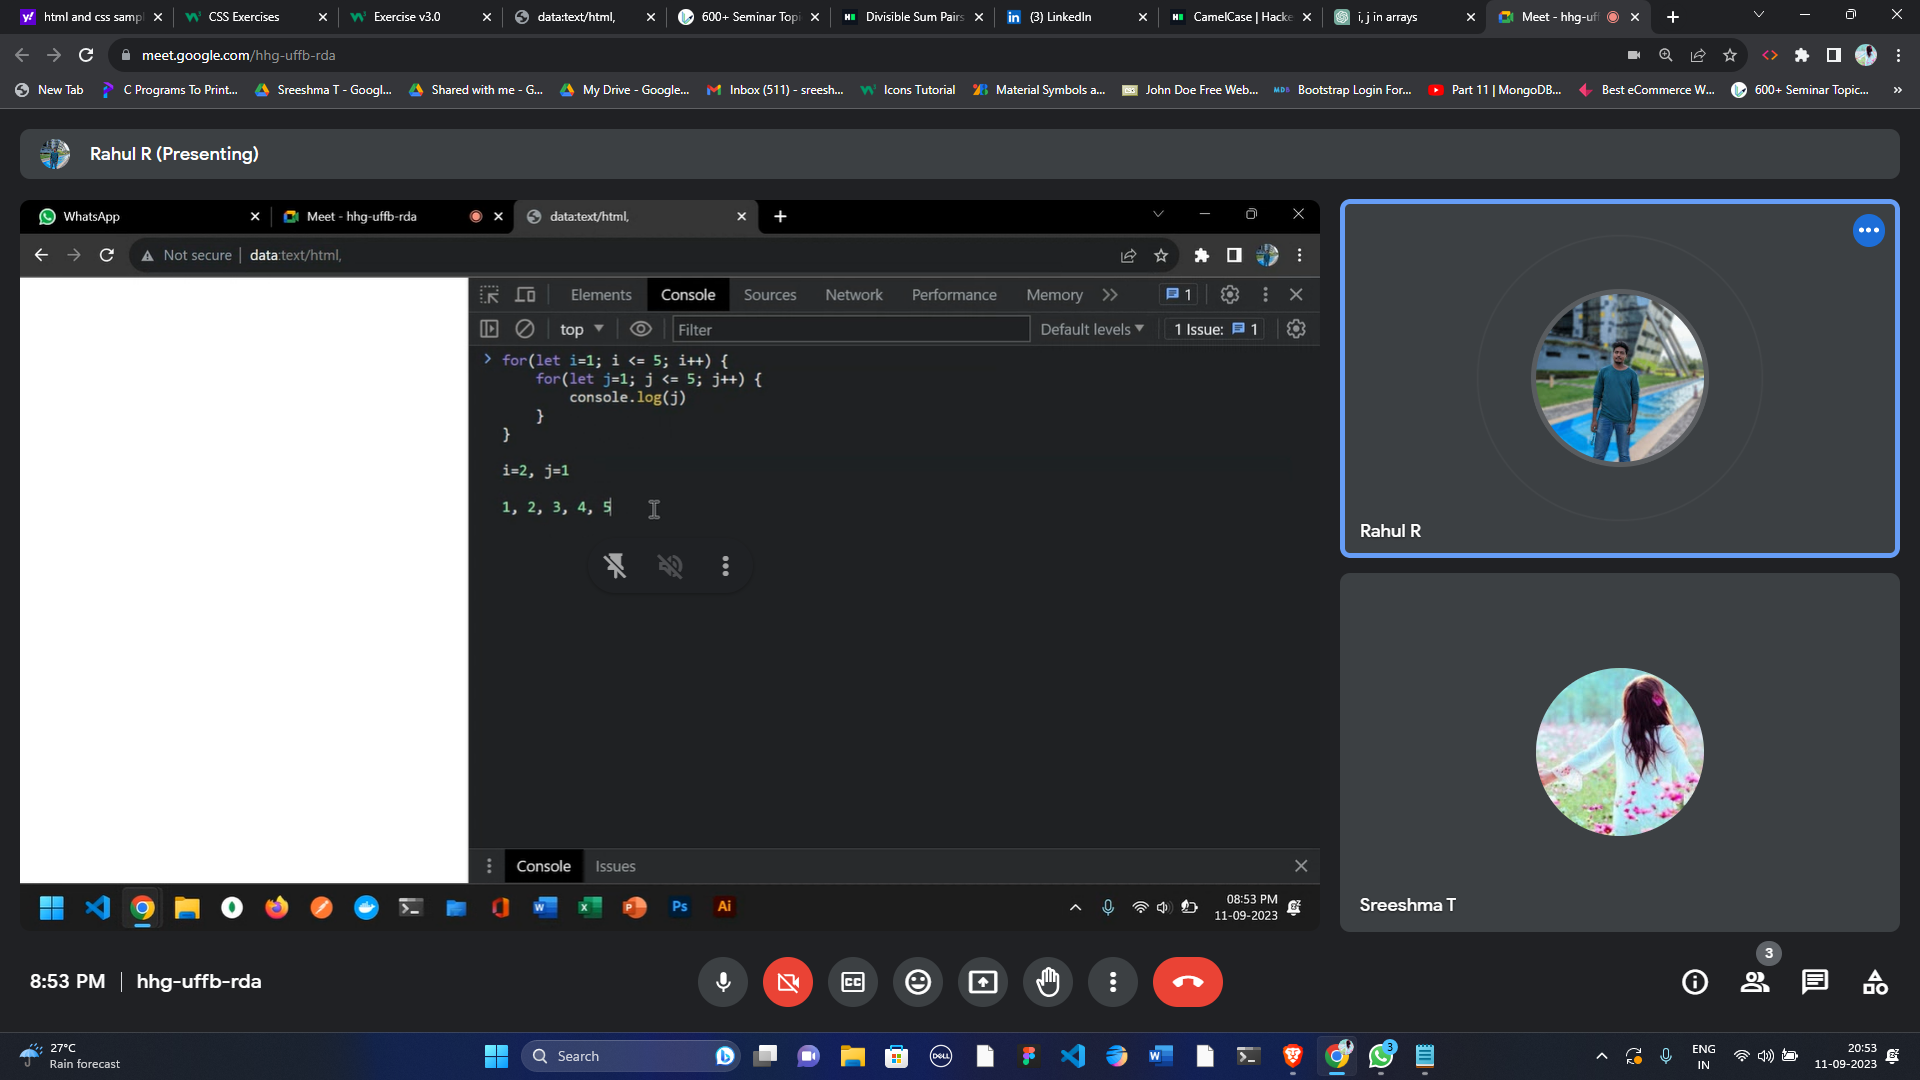 html and css samp
CSS Exercises
Exercise v3.0
data:text/html,
600+ Seminar Topi
Divisible Sum Pairs
(3) LinkedIn
CamelCase | Hacke
i, j in arrays
Meet - hhg-uff
meet.google.com/hhg-uffb-rda
New Tab
C Programs To Print...
Sreeshma T - Googl...
Shared with me - G...
My Drive - Google...
Inbox (511) - sreesh...
Icons Tutorial
Material Symbols a...
John Doe Free Web...
Bootstrap Login For...
Part 11 | MongoDB...
Best eCommerce W...
600+ Seminar Topic...
Rahul R (Presenting)
WhatsApp
Meet - hhg-uffb-rda
data:text/html,
Not secure
data:text/html,
Elements
Console
Sources
Network
Performance
Memory
1
top
Filter
Default levels
1 Issue:
1
for(let i=1; i <= 5; i++) {
for(let j=1; j <= 5; j++) {
console.log(j)
}
}
i=2, j=1
1, 2, 3, 4, 5
Console
Issues
Ps
Ai
08:53 PM
11-09-2023
Rahul R
Sreeshma T
8:53 PM
hhg-uffb-rda
3
27°C
Rain forecast
Search
DELL
3
ENG
IN
20:53
11-09-2023